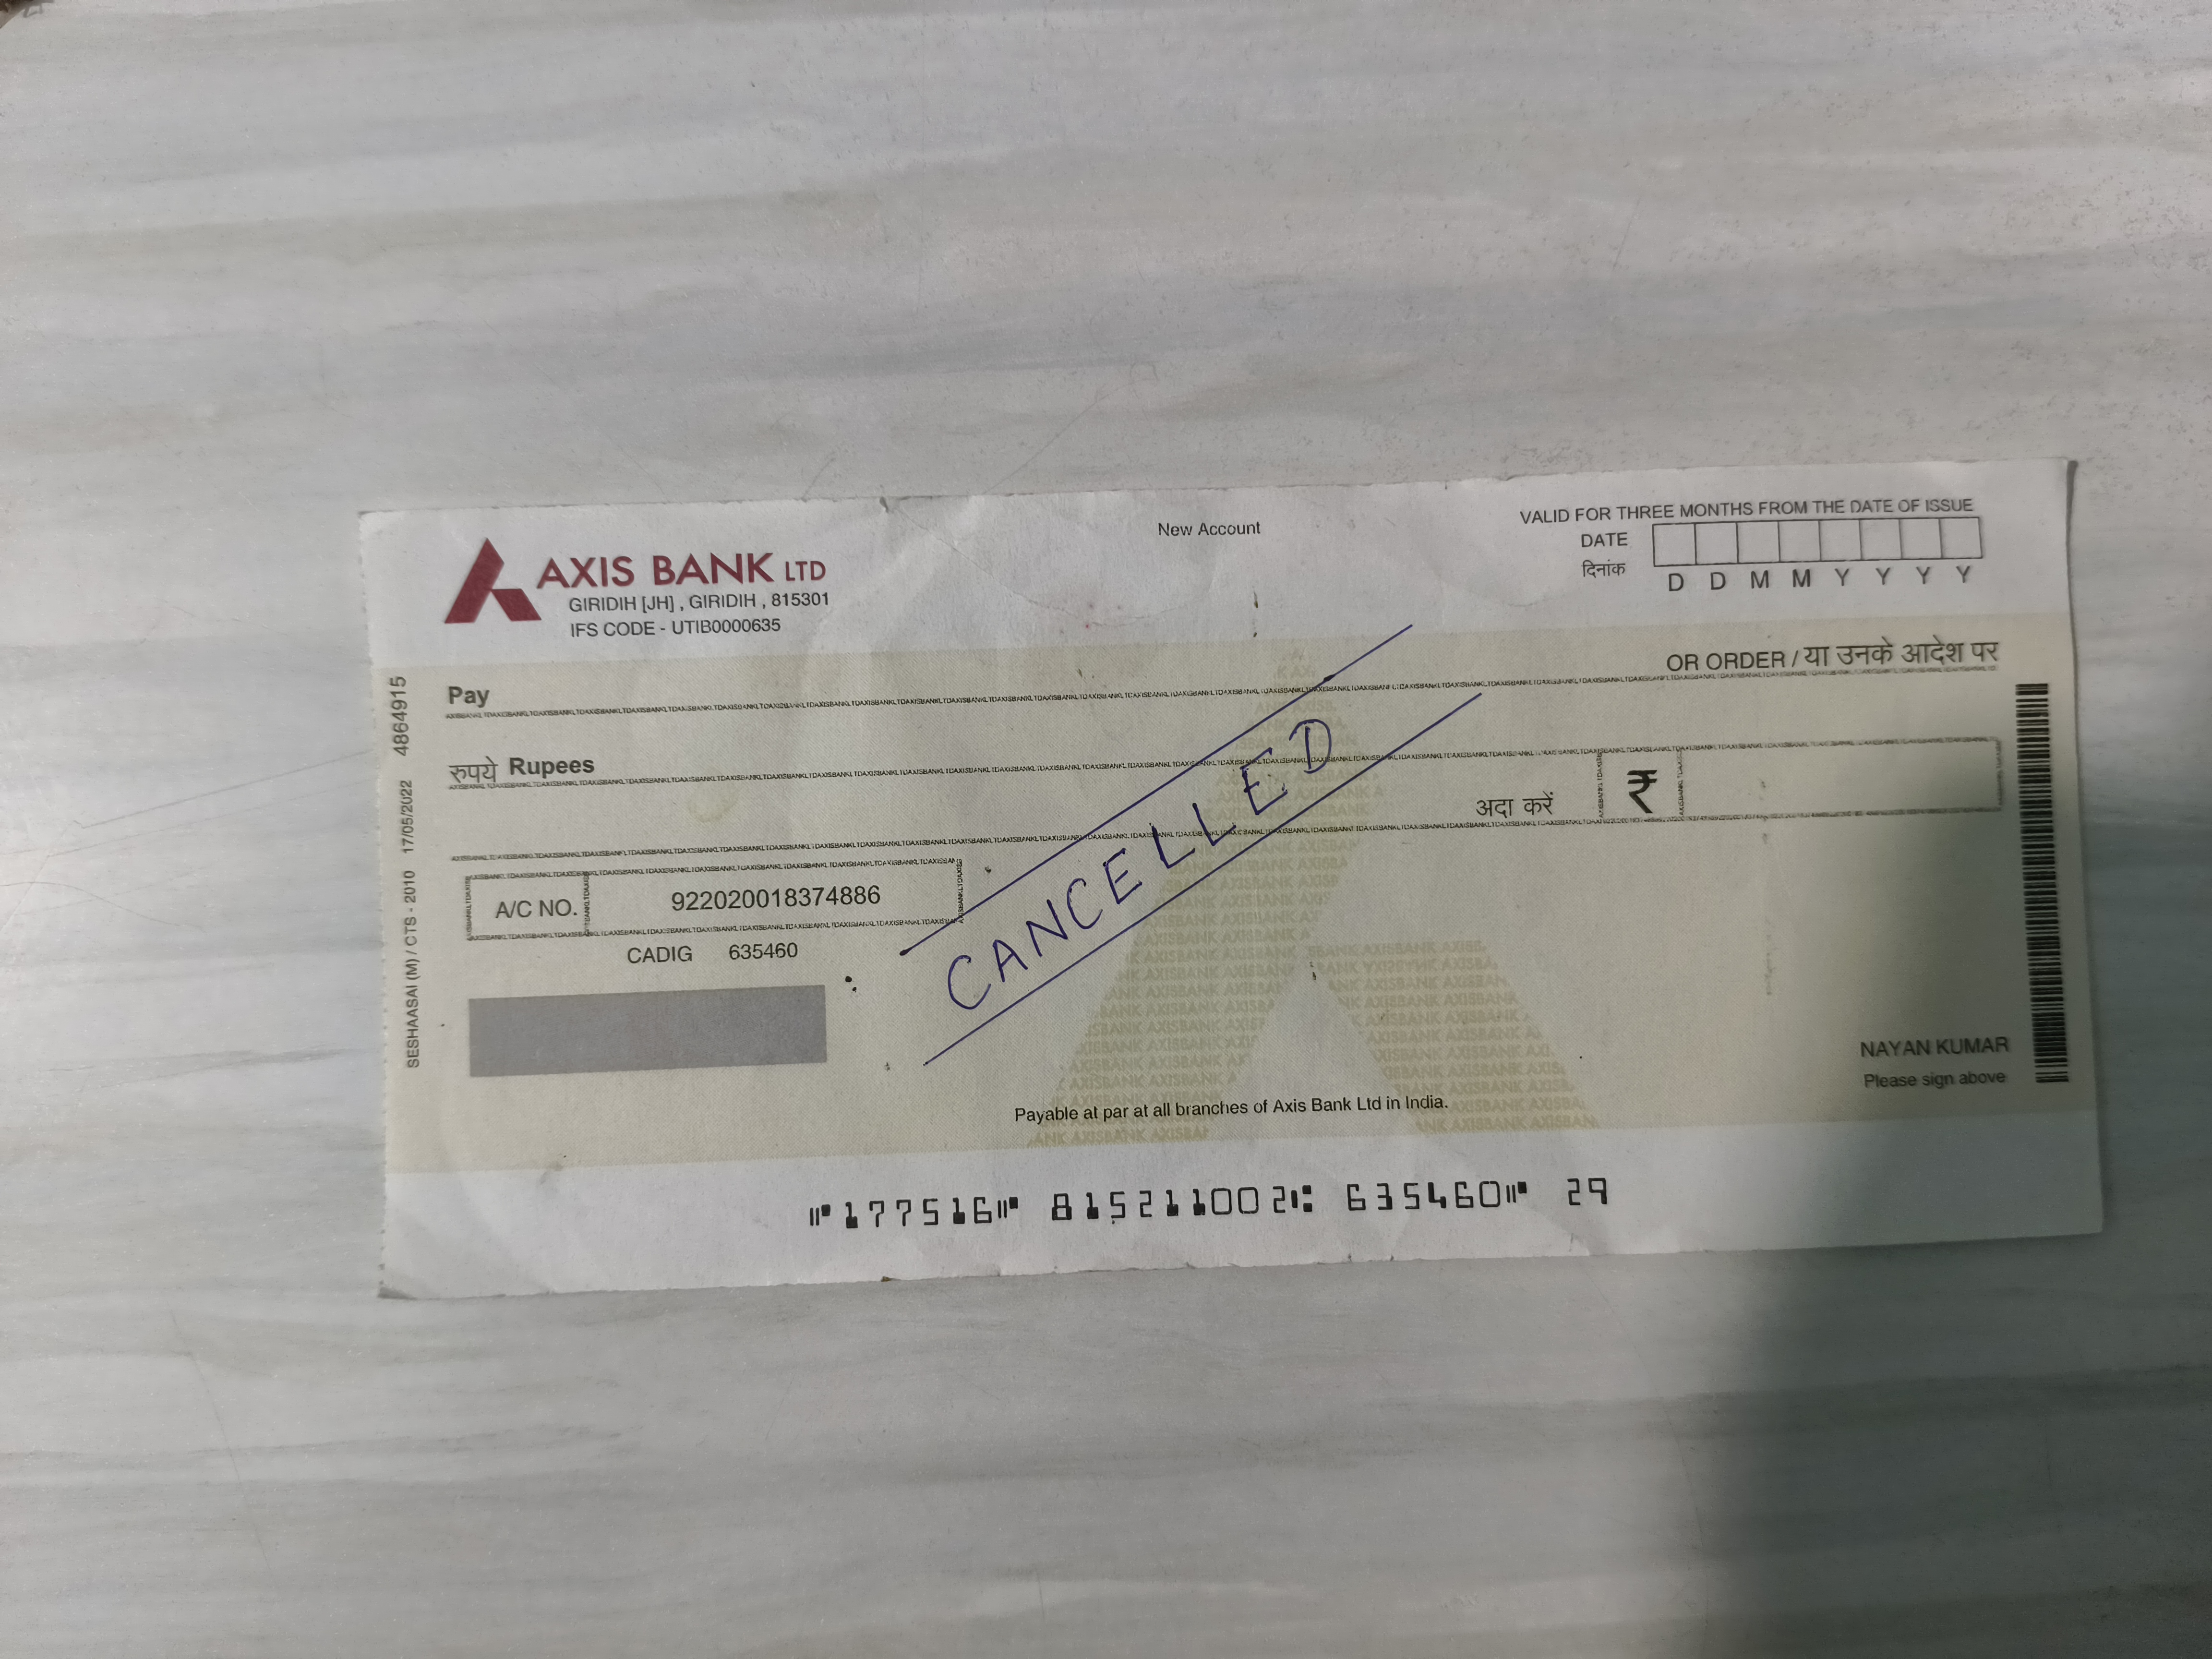 New Account
VALID FOR THREE MONTHS FROM THE DATE OF ISSUE
AXIS BANK LTD
DATE
दिनांक
D D M M Y Y Y Y
GIRIDIH [JH] , GIRIDIH , 815301
IFS CODE - UTIB0000635
Pay
OR ORDER / या उनके आदेश पर
रुपये Rupees
अदा करें ₹
CANCELLED
A/C NO. 922020018374886
CADIG 635460
NAYAN KUMAR
Please sign above
Payable at par at all branches of Axis Bank Ltd in India.
SESHAASAI (M) / CTS - 2010 17/05/2022 4864915
⑈177516⑈ 815211002⑆ 635460⑈ 29